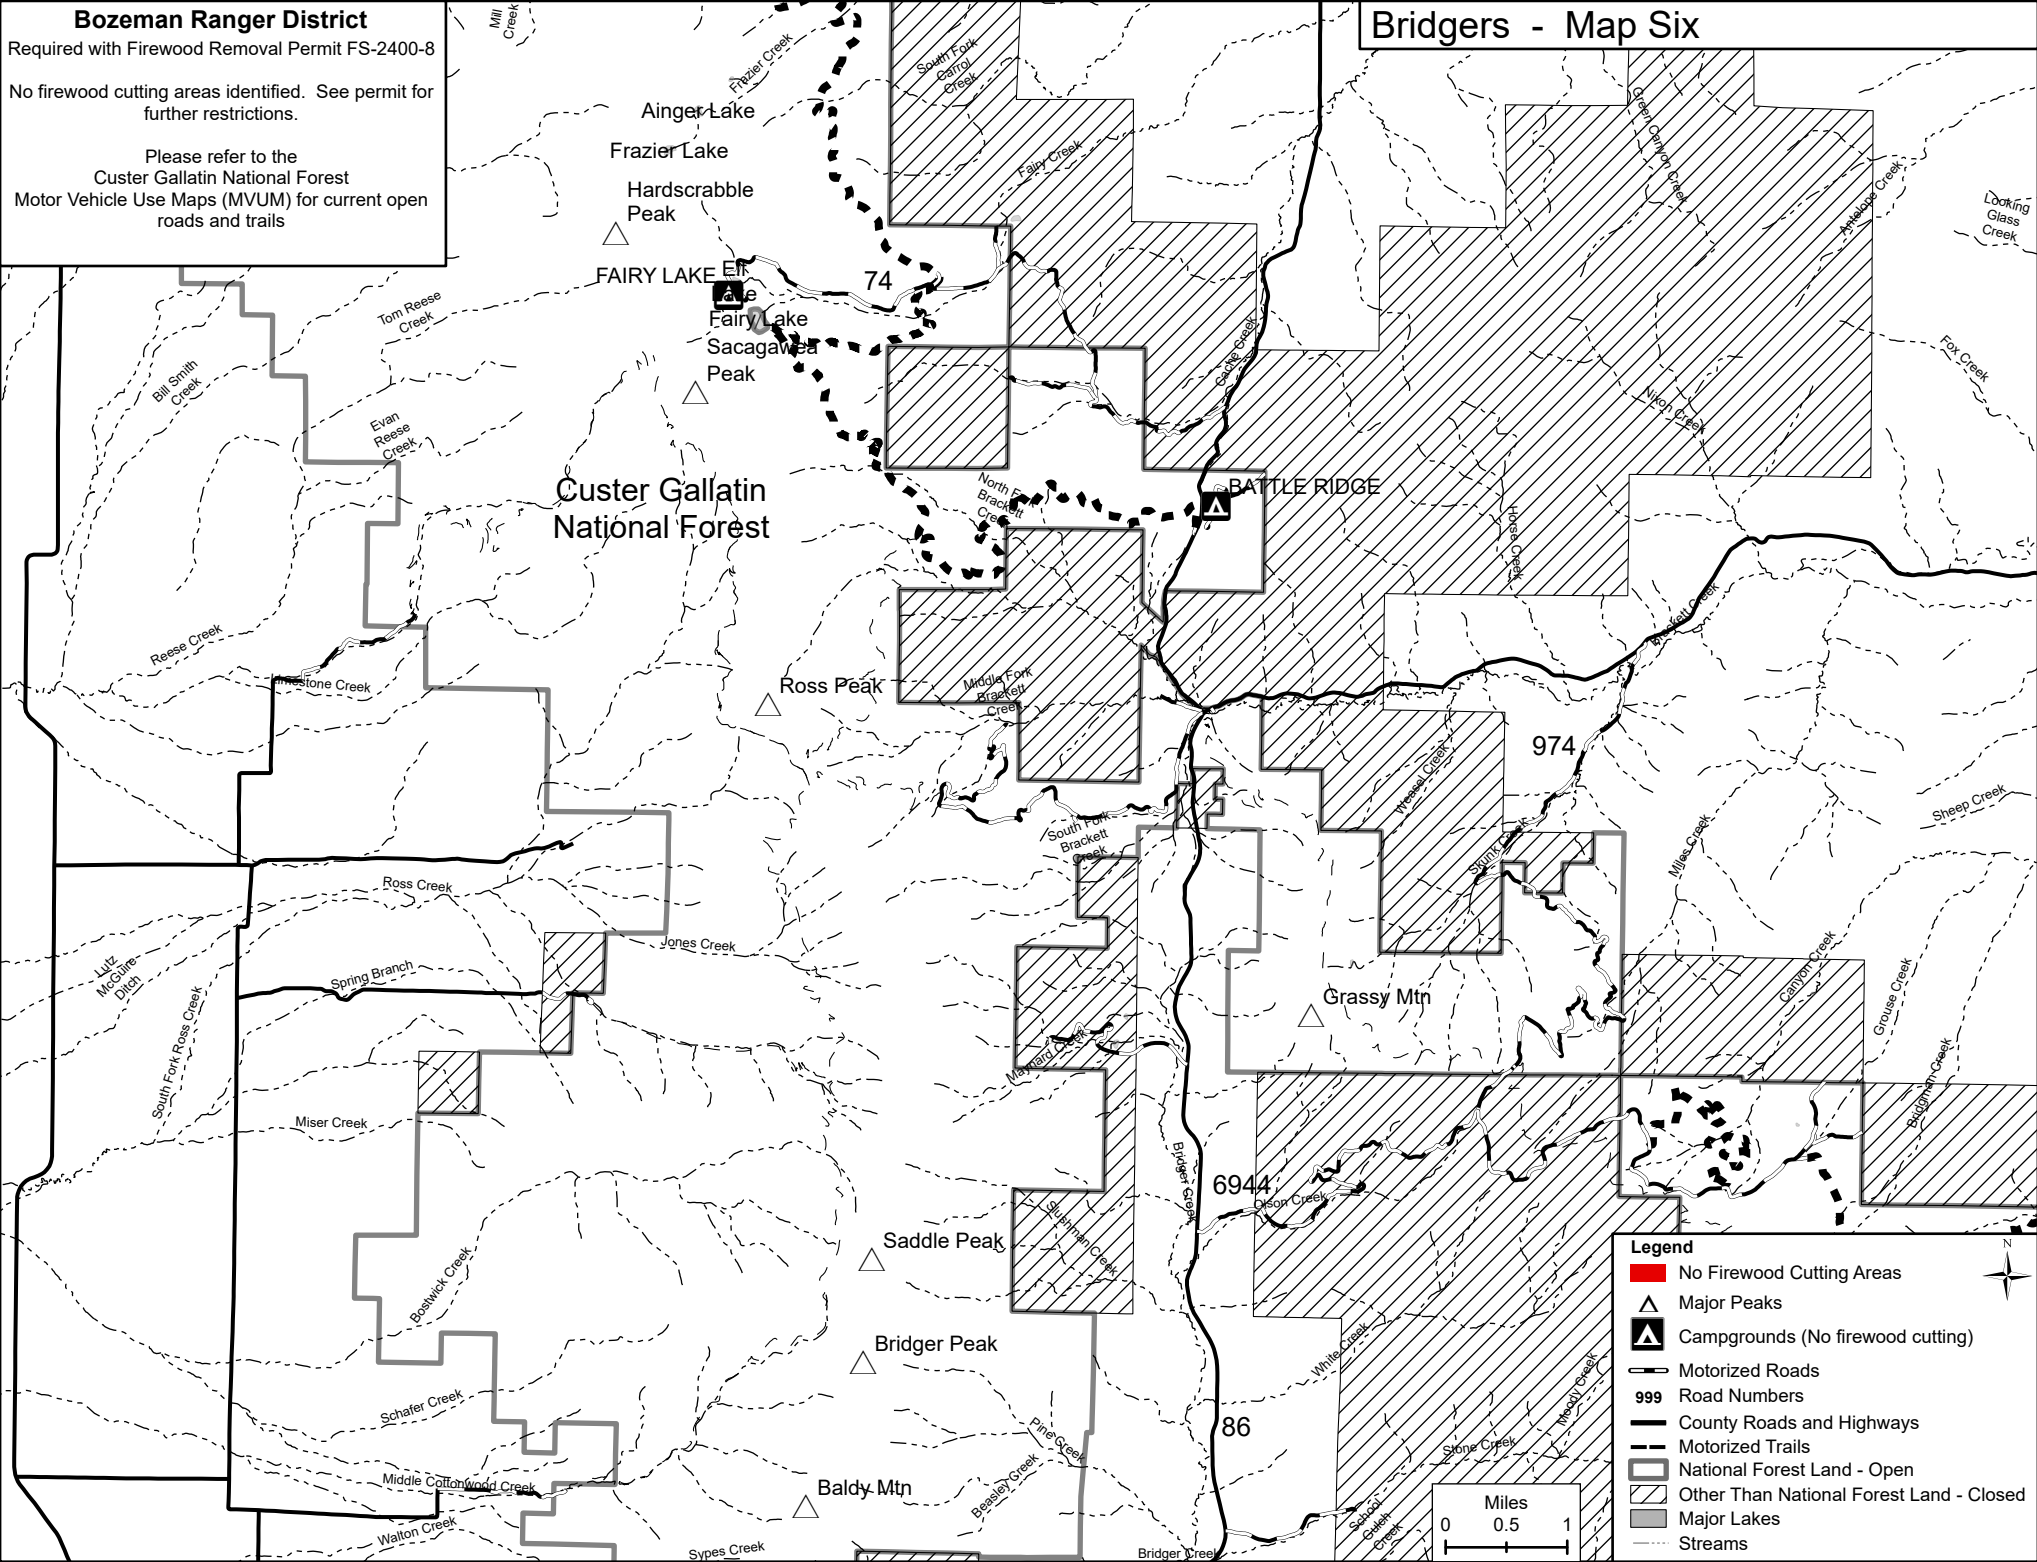 Bozeman Ranger District
Required with Firewood Removal Permit FS-2400-8
No firewood cutting areas identified.  See permit for
further restrictions.
Please refer to the
Custer Gallatin National Forest
Motor Vehicle Use Maps (MVUM) for current open
roads and trails
Bridgers  -  Map Six
Mill
Creek
Frazier Creek
South Fork
Carrol
Creek
Ainger Lake
Frazier Lake
Hardscrabble
Peak
Fairy Creek
Green Canyon Creek
Antelope Creek
Looking
Glass
Creek
FAIRY LAKE
Elf
Lake
74
Fairy Lake
Sacagawea
Peak
Tom Reese
Creek
Bill Smith
Creek
Evan
Reese
Creek
Cache Creek
Fox Creek
Nixon Creek
Custer Gallatin
National Forest
North Fork
Brackett
Creek
BATTLE RIDGE
Horse Creek
Brackett Creek
Reese Creek
Limestone Creek
Ross Peak
Middle Fork
Brackett
Creek
974
Weasel Creek
Sheep Creek
South Fork
Brackett
Creek
Skunk Creek
Miles Creek
Ross Creek
Jones Creek
Lutz
McGuire
Ditch
Spring Branch
South Fork Ross Creek
Grassy Mtn
Canyon Creek
Grouse Creek
Maynard Creek
Bridgman Creek
Miser Creek
Bridger Creek
6944
Olson Creek
Slushman Creek
Saddle Peak
Bostwick Creek
Bridger Peak
White Creek
Moody Creek
Schafer Creek
86
Pine Creek
Stone Creek
Middle Cottonwood Creek
Baldy Mtn
Beasley Creek
Walton Creek
Sypes Creek
School
Gulch
Creek
Bridger Creek
Miles
0 0.5 1
Legend
N
No Firewood Cutting Areas
Major Peaks
Campgrounds (No firewood cutting)
Motorized Roads
999 Road Numbers
County Roads and Highways
Motorized Trails
National Forest Land - Open
Other Than National Forest Land - Closed
Major Lakes
Streams